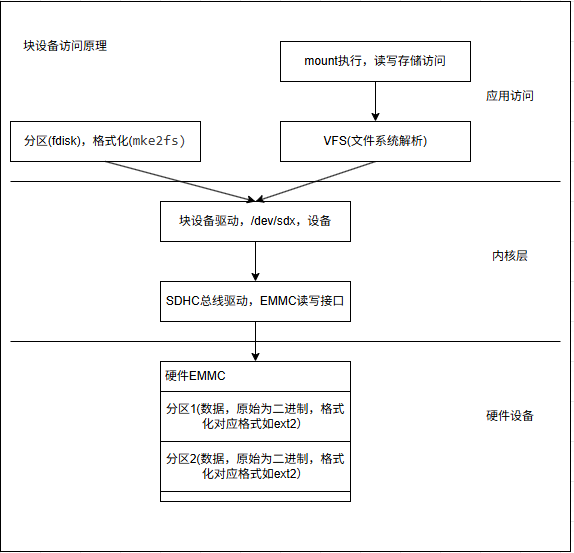 块设备访问原理
mount执行，读写存储访问
应用访问
分区(fdisk)，格式化(mke2fs)
VFS(文件系统解析)
块设备驱动，/dev/sdx，设备
内核层
SDHC总线驱动，EMMC读写接口
硬件EMMC
分区1(数据，原始为二进制，格式
化对应格式如ext2)
硬件设备
分区2(数据，原始为二进制，格式
化对应格式如ext2)